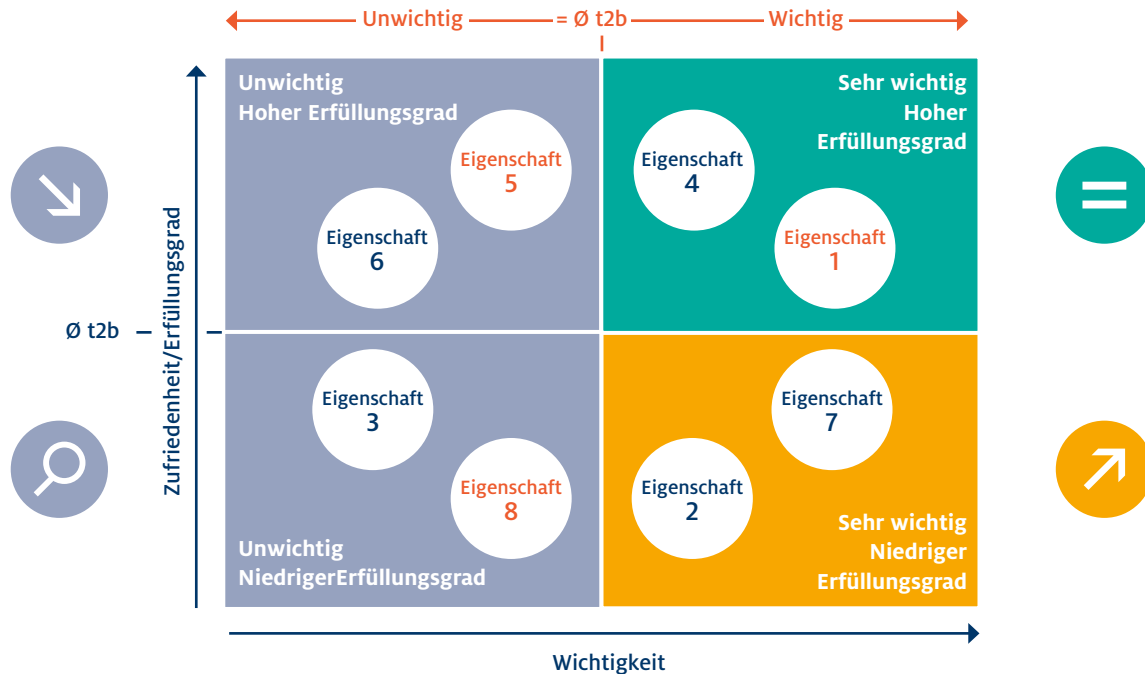 Unwichtig = Ø t2b Wichtig
Unwichtig
Hoher Erfüllungsgrad
Sehr wichtig
Hoher
Erfüllungsgrad
Eigenschaft
5
Eigenschaft
4
Eigenschaft
6
Eigenschaft
1
Zufriedenheit/Erfüllungsgrad
Ø t2b
Eigenschaft
3
Eigenschaft
7
Eigenschaft
8
Eigenschaft
2
Unwichtig
NiedrigerErfüllungsgrad
Sehr wichtig
Niedriger
Erfüllungsgrad
Wichtigkeit